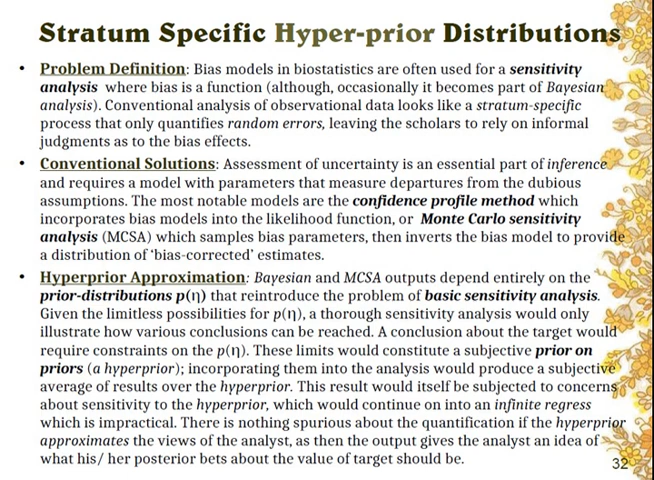 Stratum Specific Hyper-prior Distributions
• Problem Definition: Bias models in biostatistics are often used for a sensitivity
analysis where bias is a function (although, occasionally it becomes part of Bayesian
analysis). Conventional analysis of observational data looks like a stratum-specific
process that only quantifies random errors, leaving the scholars to rely on informal
judgments as to the bias effects.
• Conventional Solutions: Assessment of uncertainty is an essential part of inference
and requires a model with parameters that measure departures from the dubious
assumptions. The most notable models are the confidence profile method which
incorporates bias models into the likelihood function, or Monte Carlo sensitivity
analysis (MCSA) which samples bias parameters, then inverts the bias model to provide
a distribution of ‘bias-corrected’ estimates.
• Hyperprior Approximation: Bayesian and MCSA outputs depend entirely on the
prior-distributions p(η) that reintroduce the problem of basic sensitivity analysis.
Given the limitless possibilities for p(η), a thorough sensitivity analysis would only
illustrate how various conclusions can be reached. A conclusion about the target would
require constraints on the p(η). These limits would constitute a subjective prior on
priors (a hyperprior); incorporating them into the analysis would produce a subjective
average of results over the hyperprior. This result would itself be subjected to concerns
about sensitivity to the hyperprior, which would continue on into an infinite regress
which is impractical. There is nothing spurious about the quantification if the hyperprior
approximates the views of the analyst, as then the output gives the analyst an idea of
what his/ her posterior bets about the value of target should be.
32